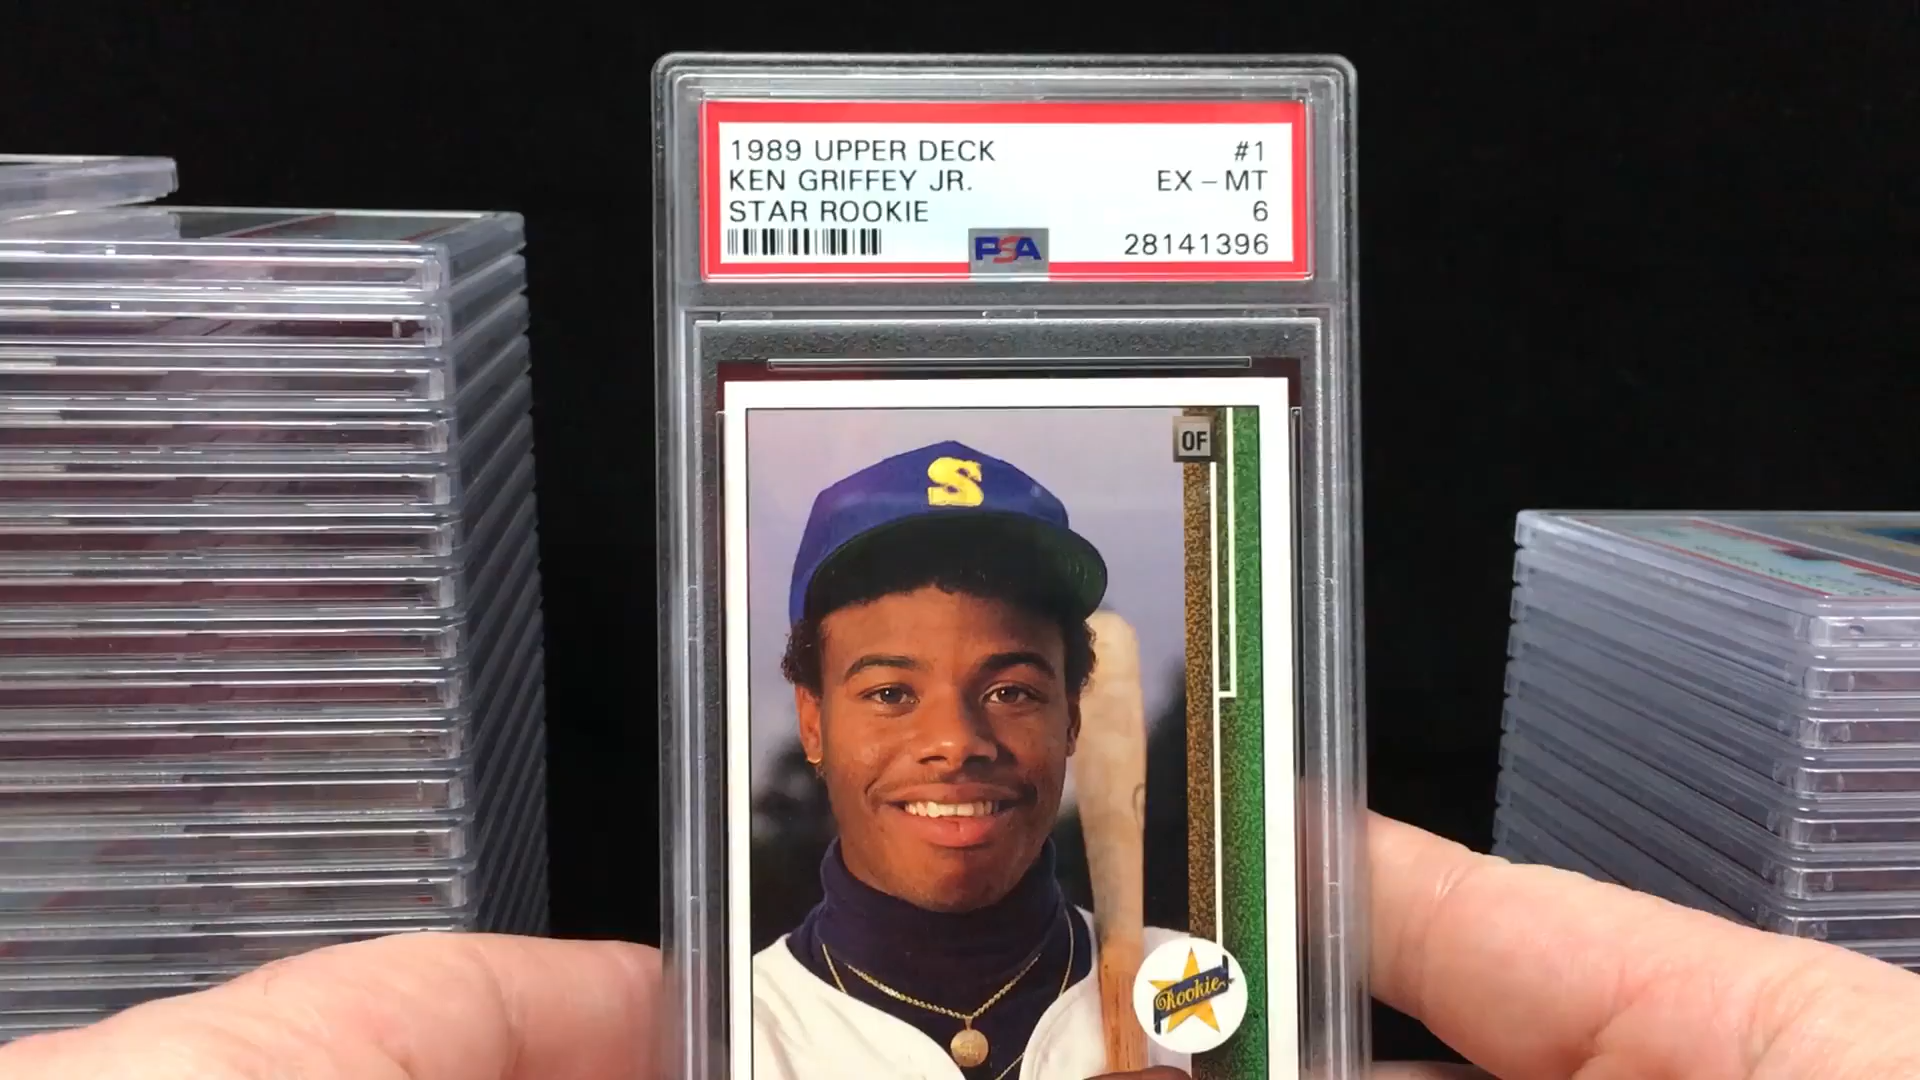 1989 UPPER DECK #1
KEN GRIFFEY JR. EX - MT
STAR ROOKIE 6
PSA 28141396
OF
S
Rookie